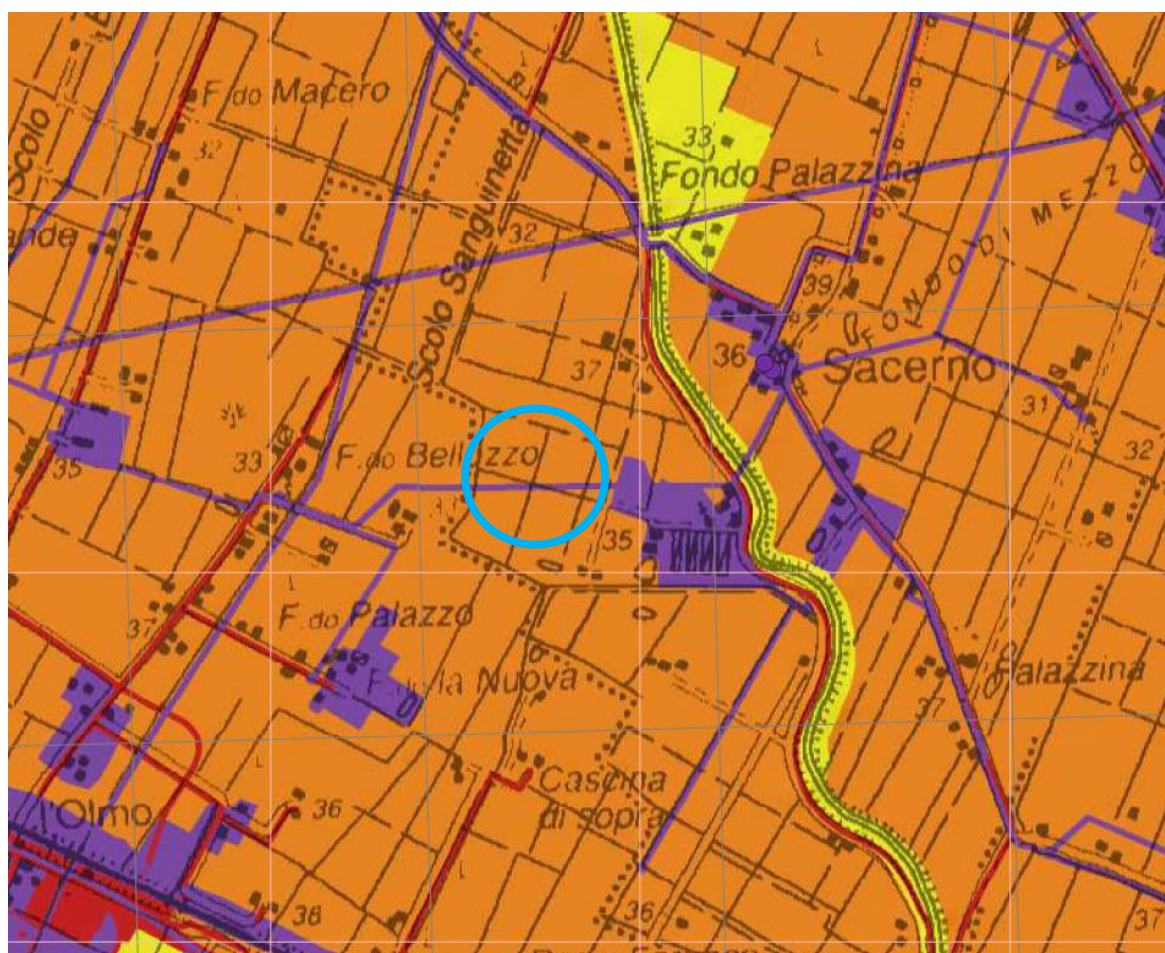 F.do Macero
Scolo
32
33
Fondo Palazzina
MEZZO
FONDO DI
ande
Scolo Sanguinetta
32
39
37
36
Sacerno
31
32
35
33
F.do Belluzzo
35
37
F.do Palazzo
F. do la Nuova
Palazzina
37
Cascina
di sopra
l'Olmo
36
38
36
37